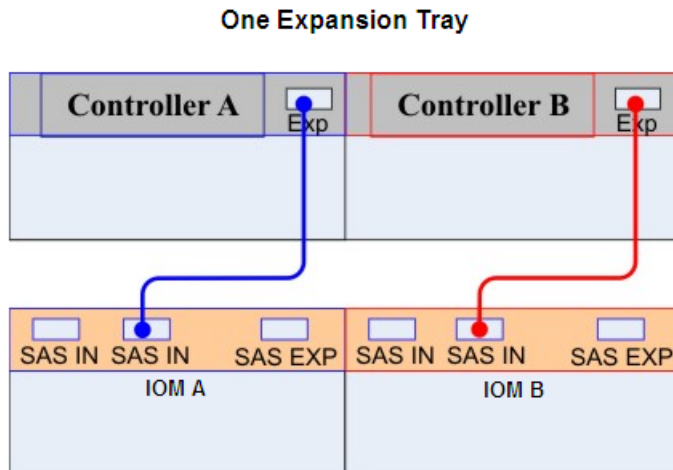 One Expansion Tray
Controller A
Exp
Controller B
Exp
SAS IN
SAS IN
SAS EXP
IOM A
SAS IN
SAS IN
SAS EXP
IOM B